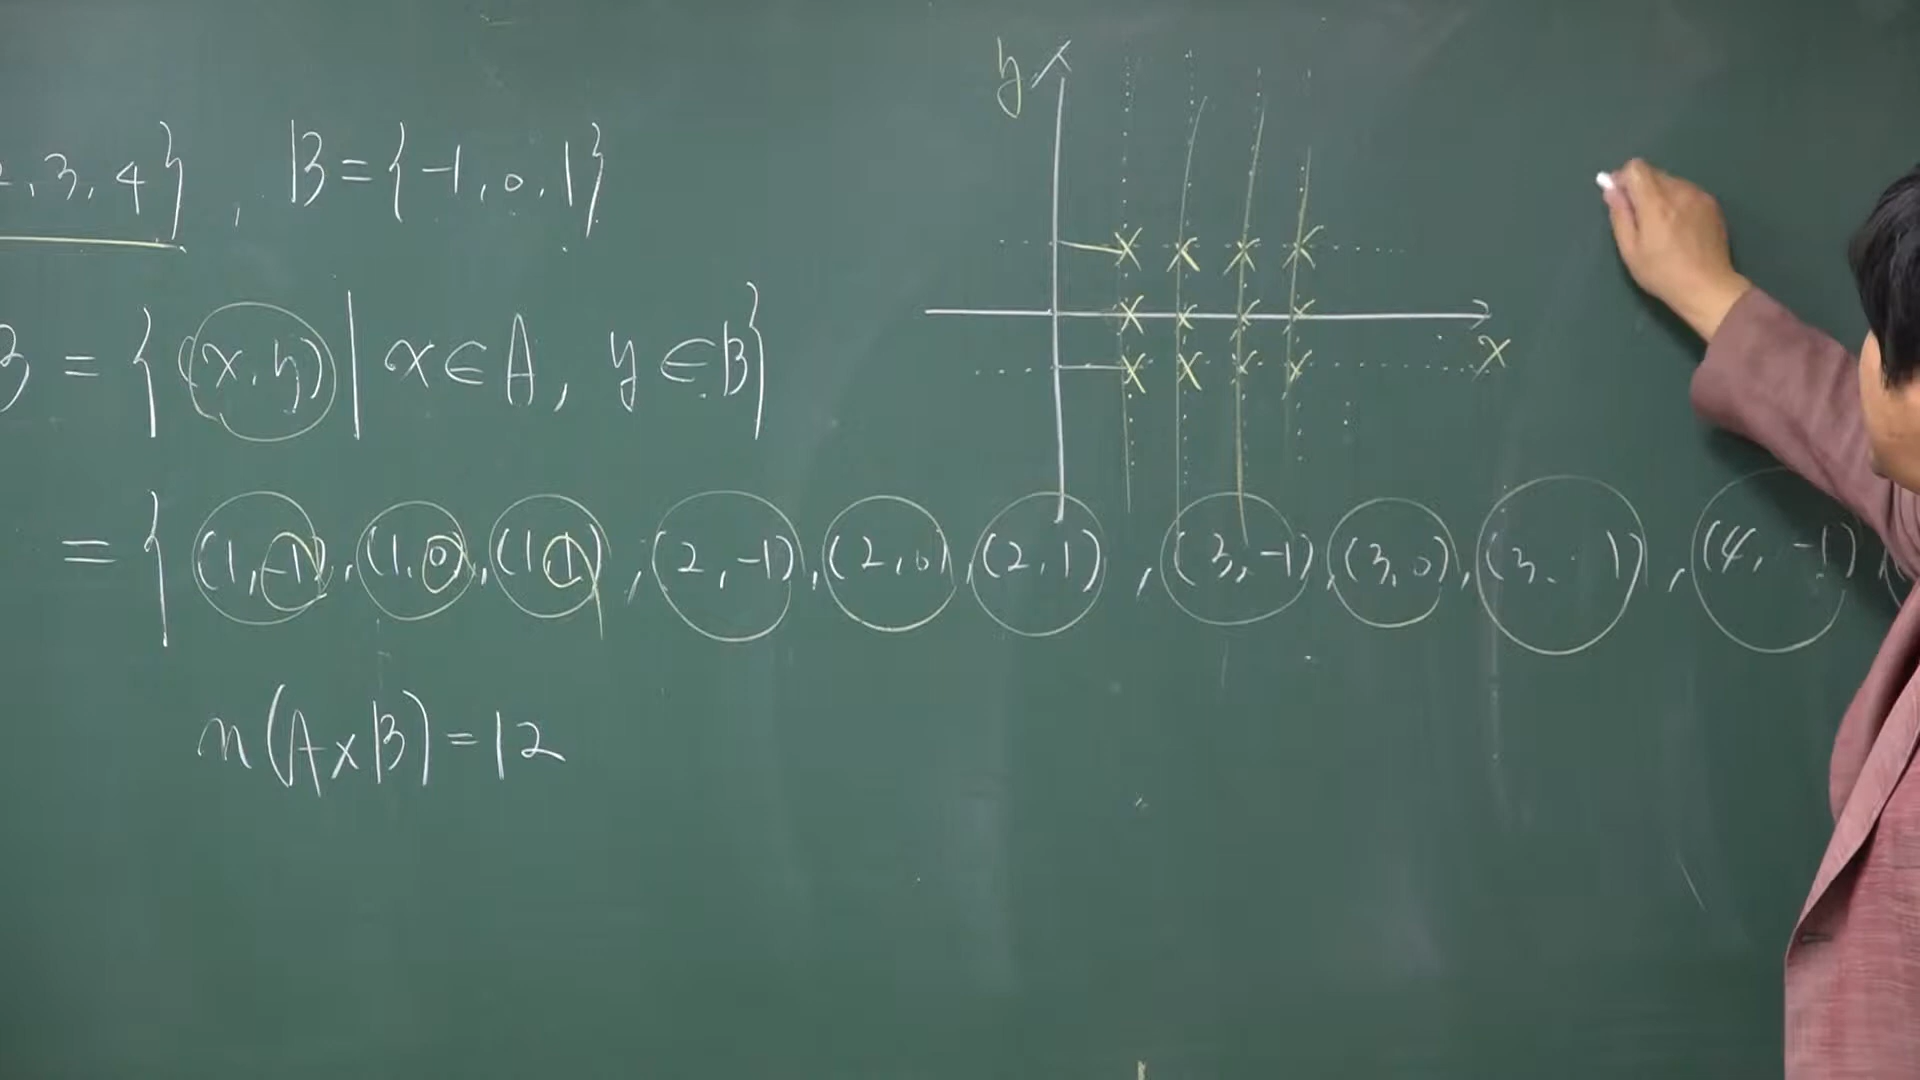 2, 3, 4} , B = {-1, 0, 1}
B = {(x, y) | x ∈ A, y ∈ B}
= { (1, -1), (1, 0), (1, 1), (2, -1), (2, 0), (2, 1), (3, -1), (3, 0), (3, 1), (4, -1)
n(A×B) = 12
y
x